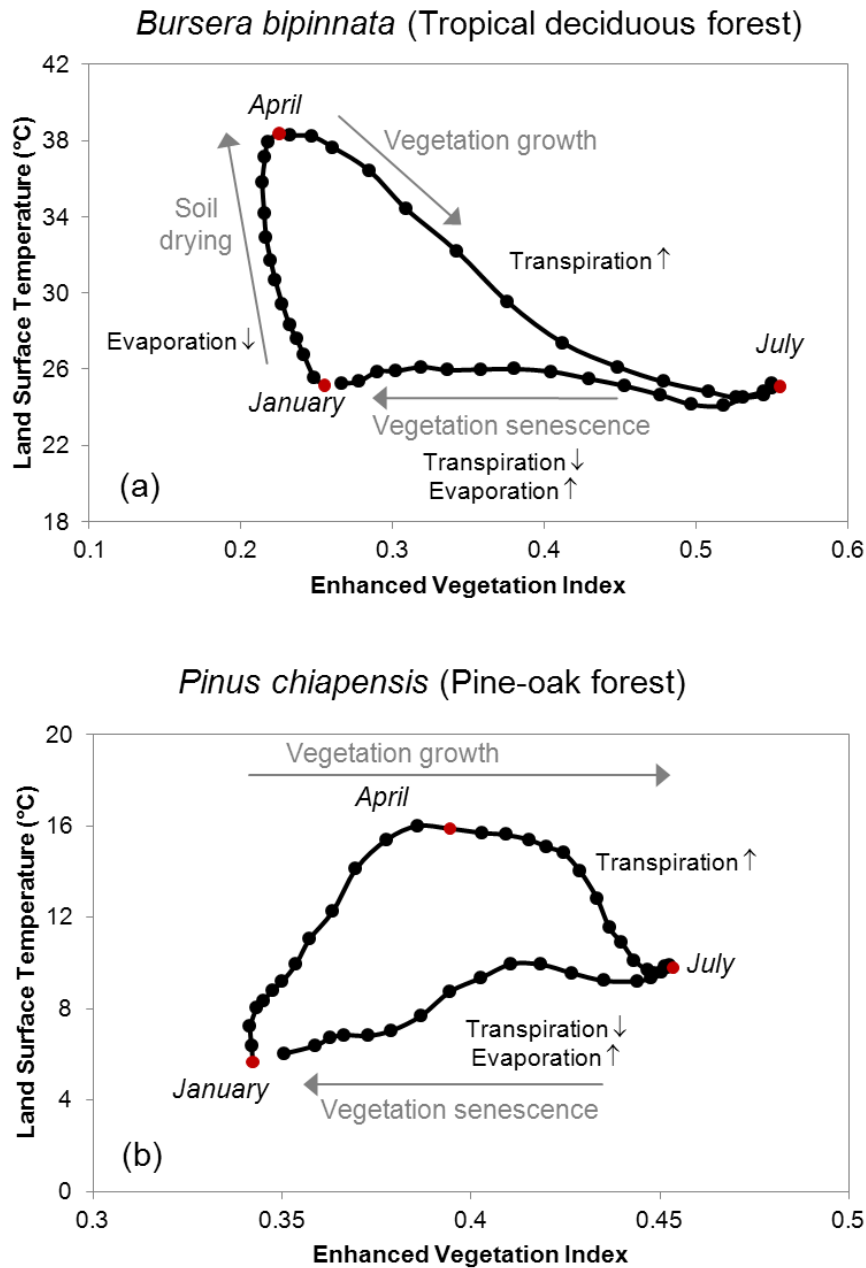 Bursera bipinnata (Tropical deciduous forest)
42
38
34
30
26
22
18
Land Surface Temperature (°C)
April
Vegetation growth
Soil
drying
Transpiration ↑
Evaporation ↓
July
January
Vegetation senescence
Transpiration ↓
Evaporation ↑
(a)
0.1 0.2 0.3 0.4 0.5 0.6
Enhanced Vegetation Index
Pinus chiapensis (Pine-oak forest)
20
16
12
8
4
0
Land Surface Temperature (°C)
Vegetation growth
April
Transpiration ↑
July
Transpiration ↓
Evaporation ↑
January
Vegetation senescence
(b)
0.3 0.35 0.4 0.45 0.5
Enhanced Vegetation Index